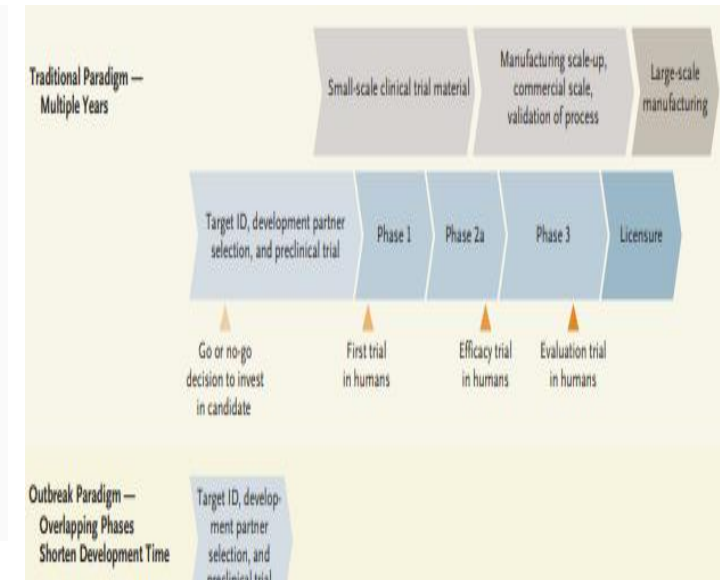 Traditional Paradigm —
Multiple Years
Small-scale clinical trial material
Manufacturing scale-up,
commercial scale,
validation of process
Large-scale
manufacturing
Target ID, development partner
selection, and preclinical trial
Phase 1
Phase 2a
Phase 3
Licensure
Go or no-go
decision to invest
in candidate
First trial
in humans
Efficacy trial
in humans
Evaluation trial
in humans
Outbreak Paradigm —
Overlapping Phases
Shorten Development Time
Target ID, develop-
ment partner
selection, and
preclinical trial